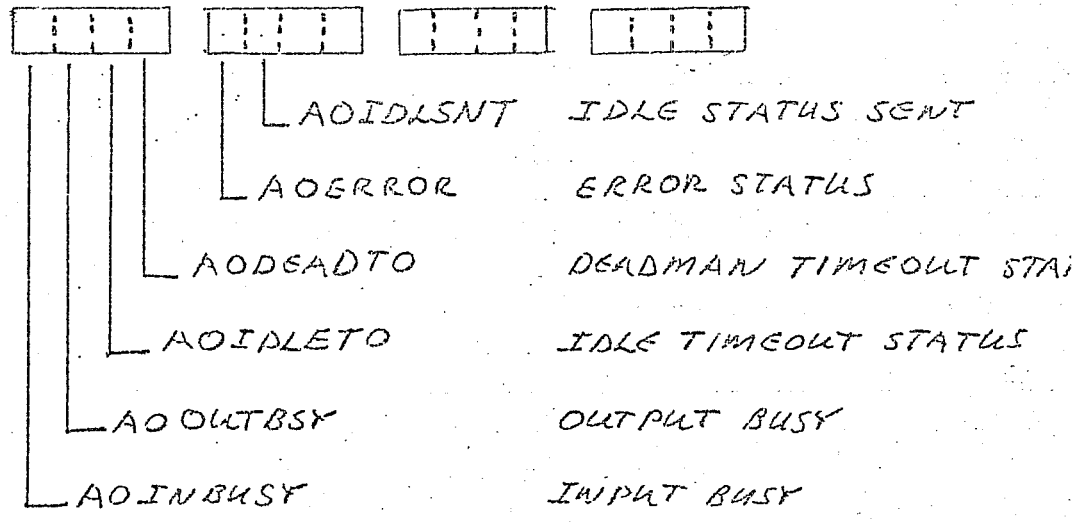 AOIDLSNT IDLE STATUS SENT
AOERROR ERROR STATUS
AODEADTO DEADMAN TIMEOUT STA
AOIDLETO IDLE TIMEOUT STATUS
AOOUTBSY OUTPUT BUSY
AOINBUSY INPUT BUSY